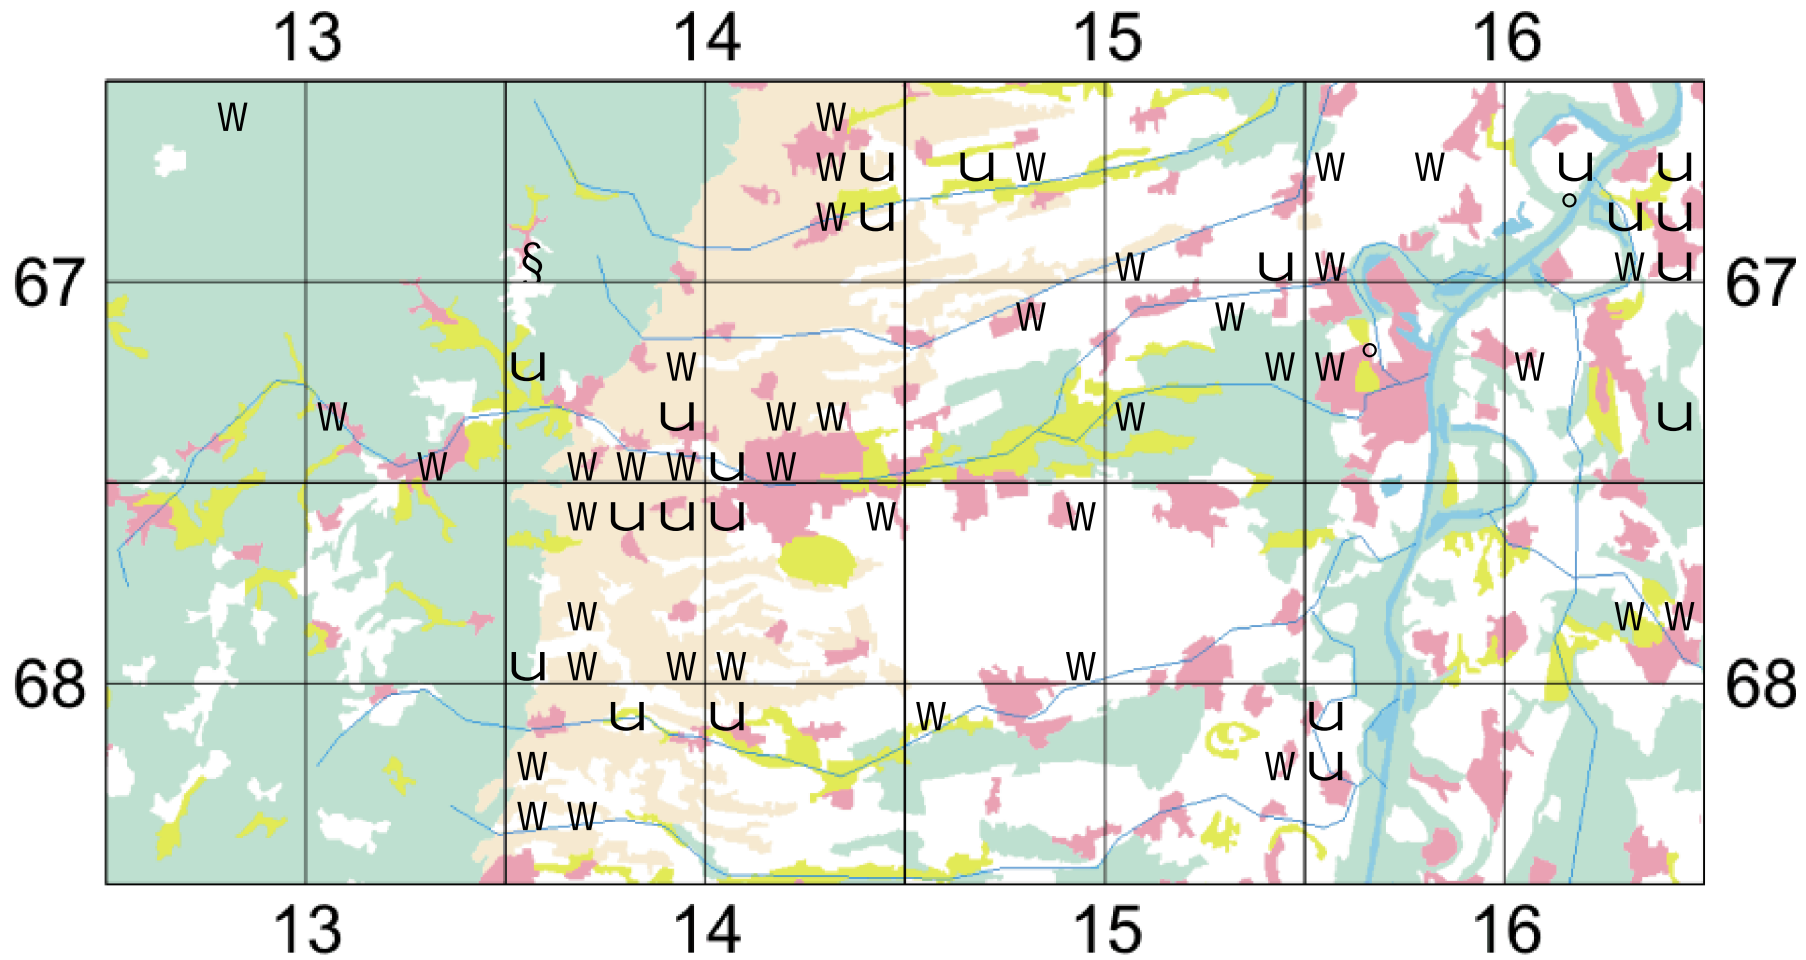 13 14 15 16
W W
W u u W W W u u
W u u u
§ W u W W u
67 67
W W
u W W W W
W u W W W u
W W W W u W
W u u u W W
W W W
u W W W W
68 68
u u W u
W W u
W W
13 14 15 16